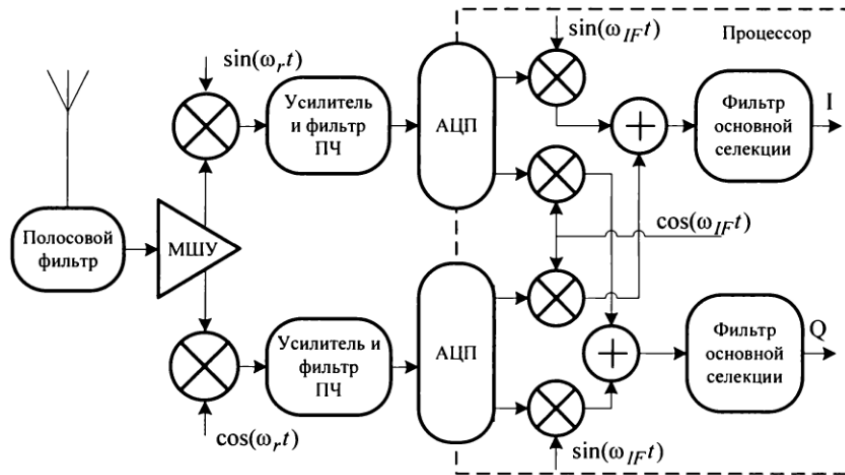 sin(ω_IF t)
Процессор
sin(ω_r t)
Усилитель
и фильтр
ПЧ
АЦП
Фильтр
основной
селекции
I
Полосовой
фильтр
МШУ
cos(ω_IF t)
Усилитель и
фильтр
ПЧ
АЦП
Фильтр
основной
селекции
Q
cos(ω_r t)
sin(ω_IF t)